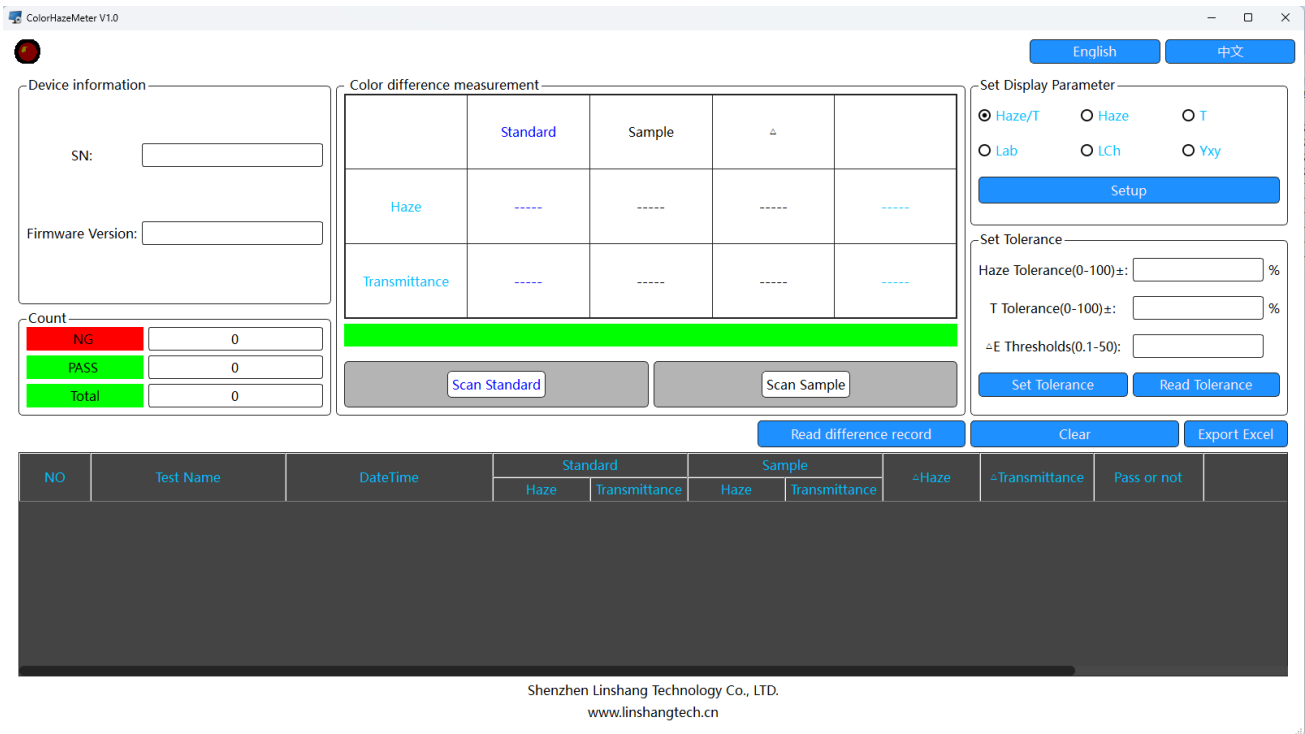 ColorHazeMeter V1.0
English 中文
Device information
SN:
Firmware Version:
Count
NG 0
PASS 0
Total 0
Color difference measurement
Standard Sample △
Haze ----- ----- ----- -----
Transmittance ----- ----- ----- -----
Scan Standard Scan Sample
Set Display Parameter
Haze/T Haze T
Lab LCh Yxy
Setup
Set Tolerance
Haze Tolerance(0-100)±: %
T Tolerance(0-100)±: %
△E Thresholds(0.1-50):
Set Tolerance Read Tolerance
Read difference record Clear Export Excel
NO Test Name DateTime Standard Sample △Haze △Transmittance Pass or not
Haze Transmittance Haze Transmittance
Shenzhen Linshang Technology Co., LTD.
www.linshangtech.cn